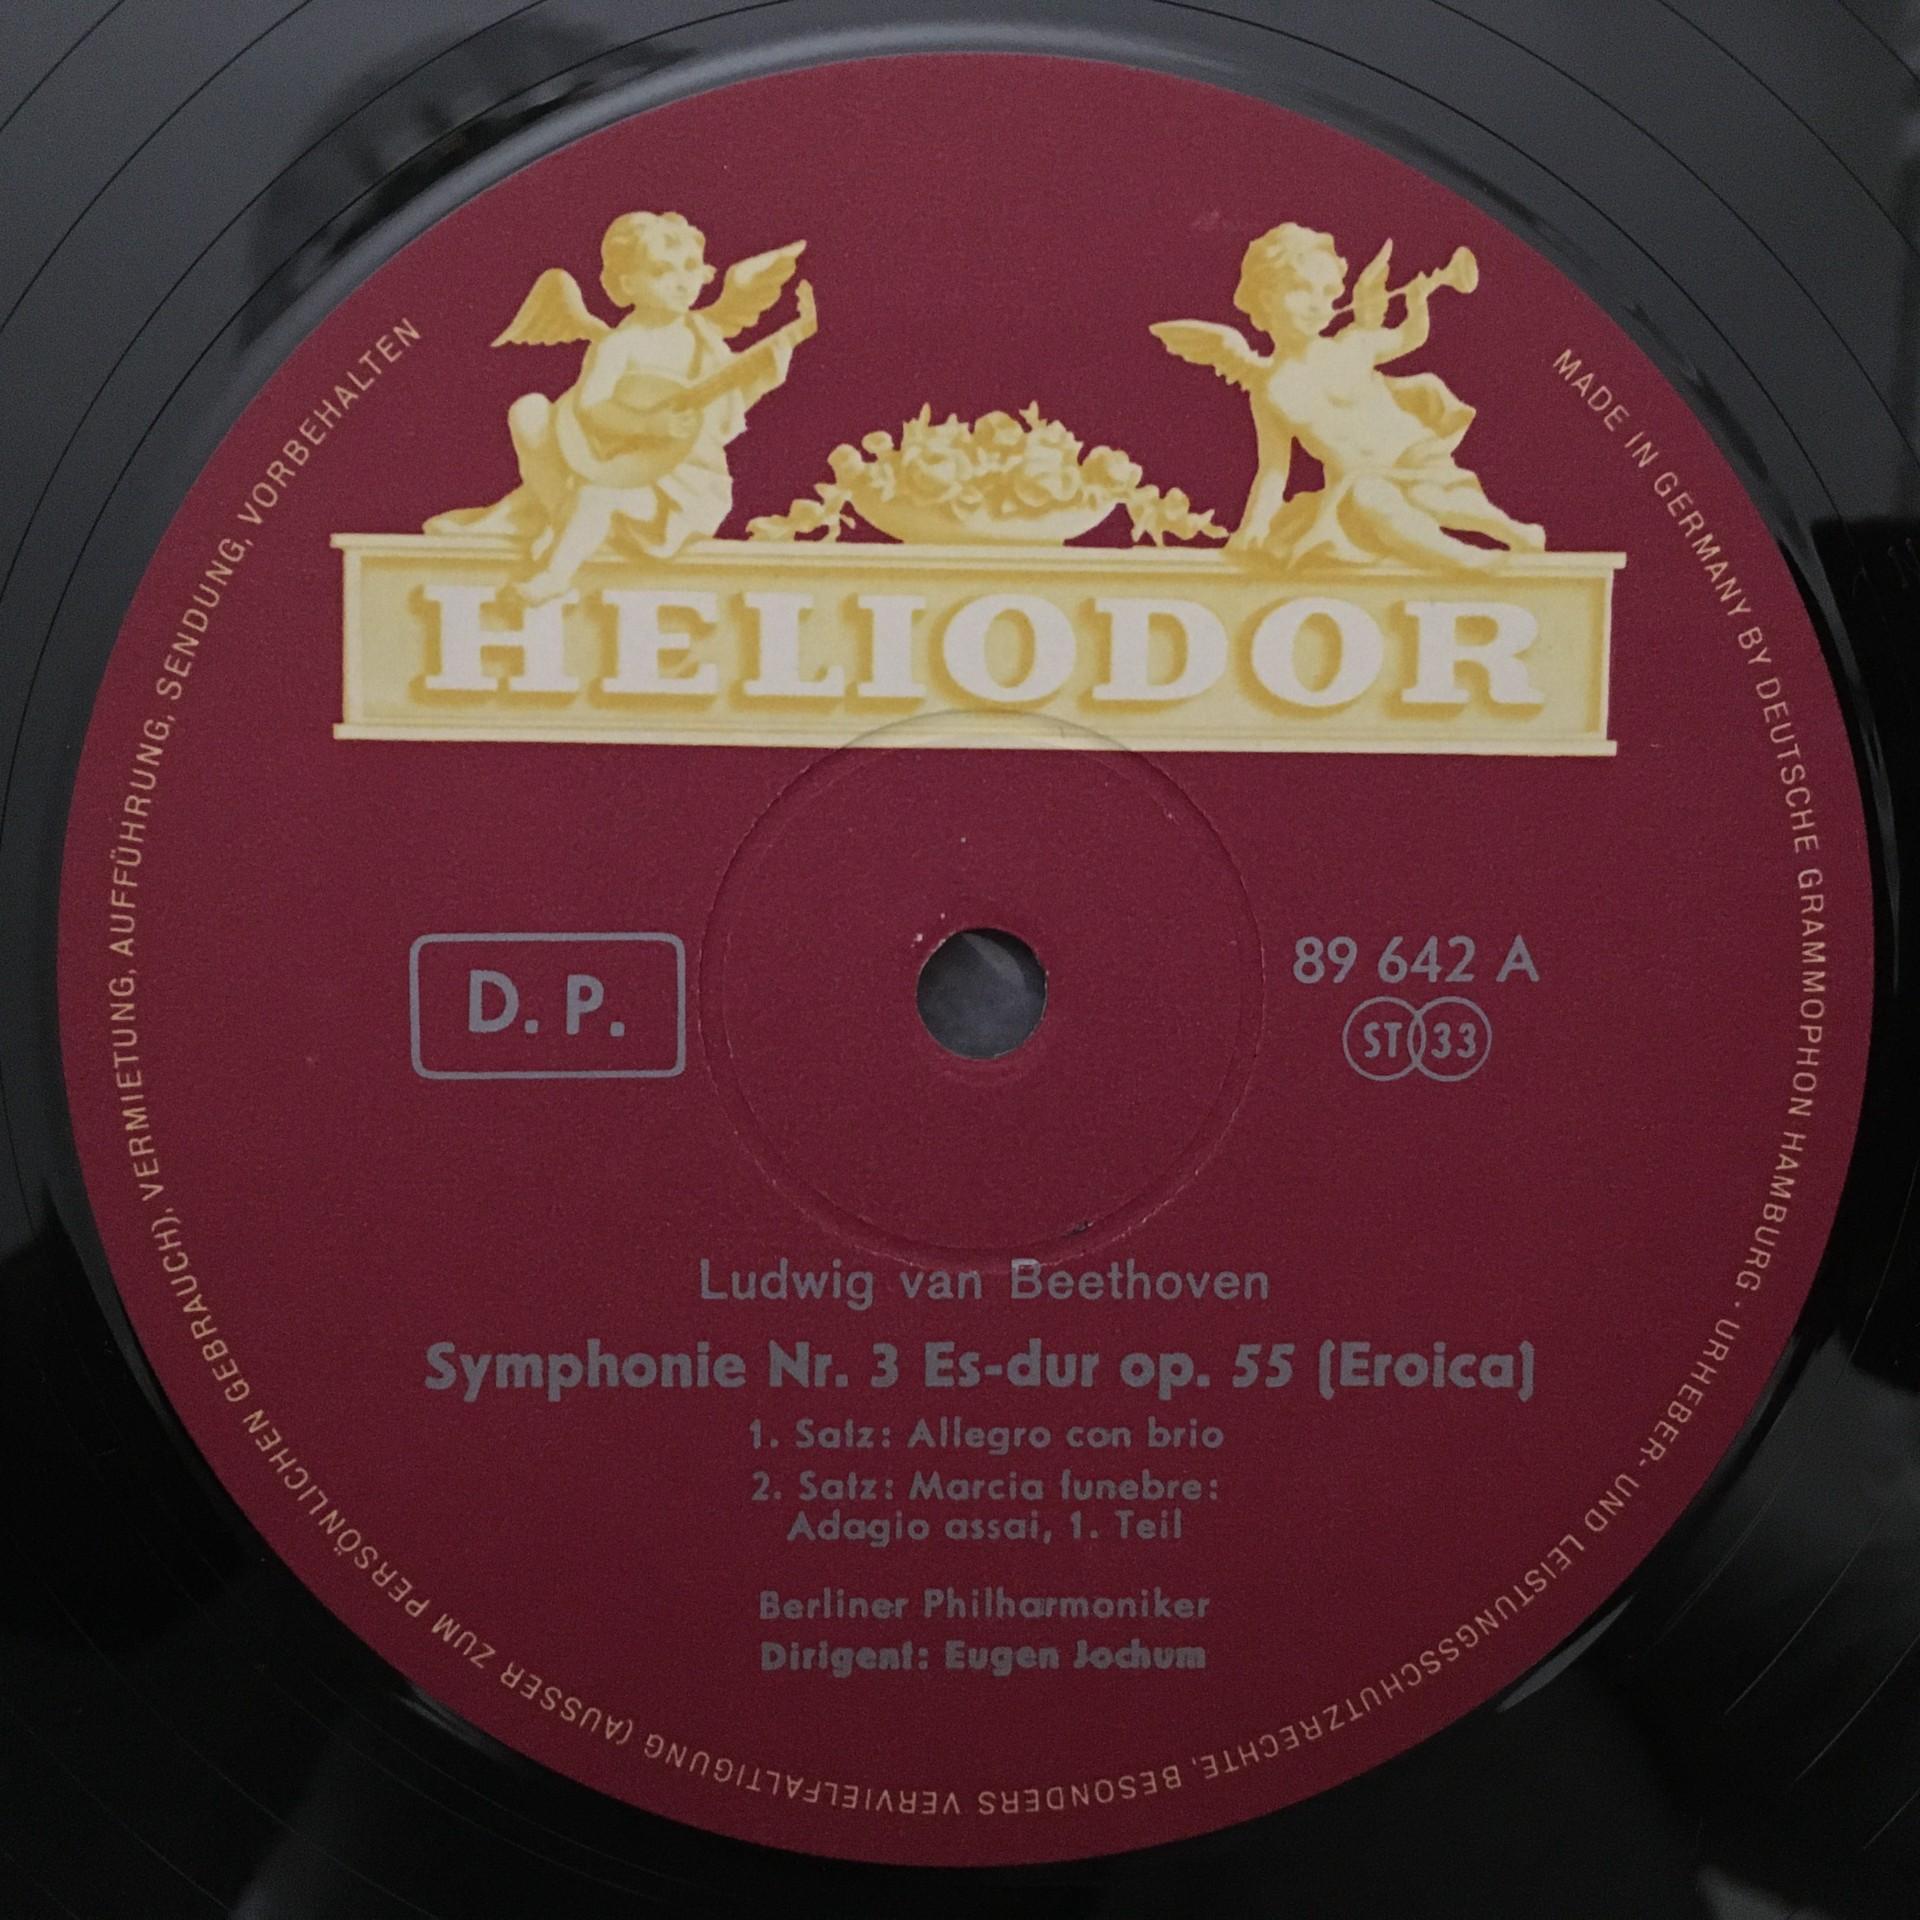 HELIODOR
D. P.
89 642 A
ST 33
Ludwig van Beethoven
Symphonie Nr. 3 Es-dur op. 55 (Eroica)
1. Satz: Allegro con brio
2. Satz: Marcia funebre:
Adagio assai, 1. Teil
Berliner Philharmoniker
Dirigent: Eugen Jochum
MADE IN GERMANY BY DEUTSCHE GRAMMOPHON HAMBURG · URHEBER- UND LEISTUNGSSCHUTZRECHTE, BESONDERS VERVIELFÄLTIGUNG (AUSSER ZUM PERSÖNLICHEN GEBRAUCH), VERMIETUNG, AUFFÜHRUNG, SENDUNG, VORBEHALTEN